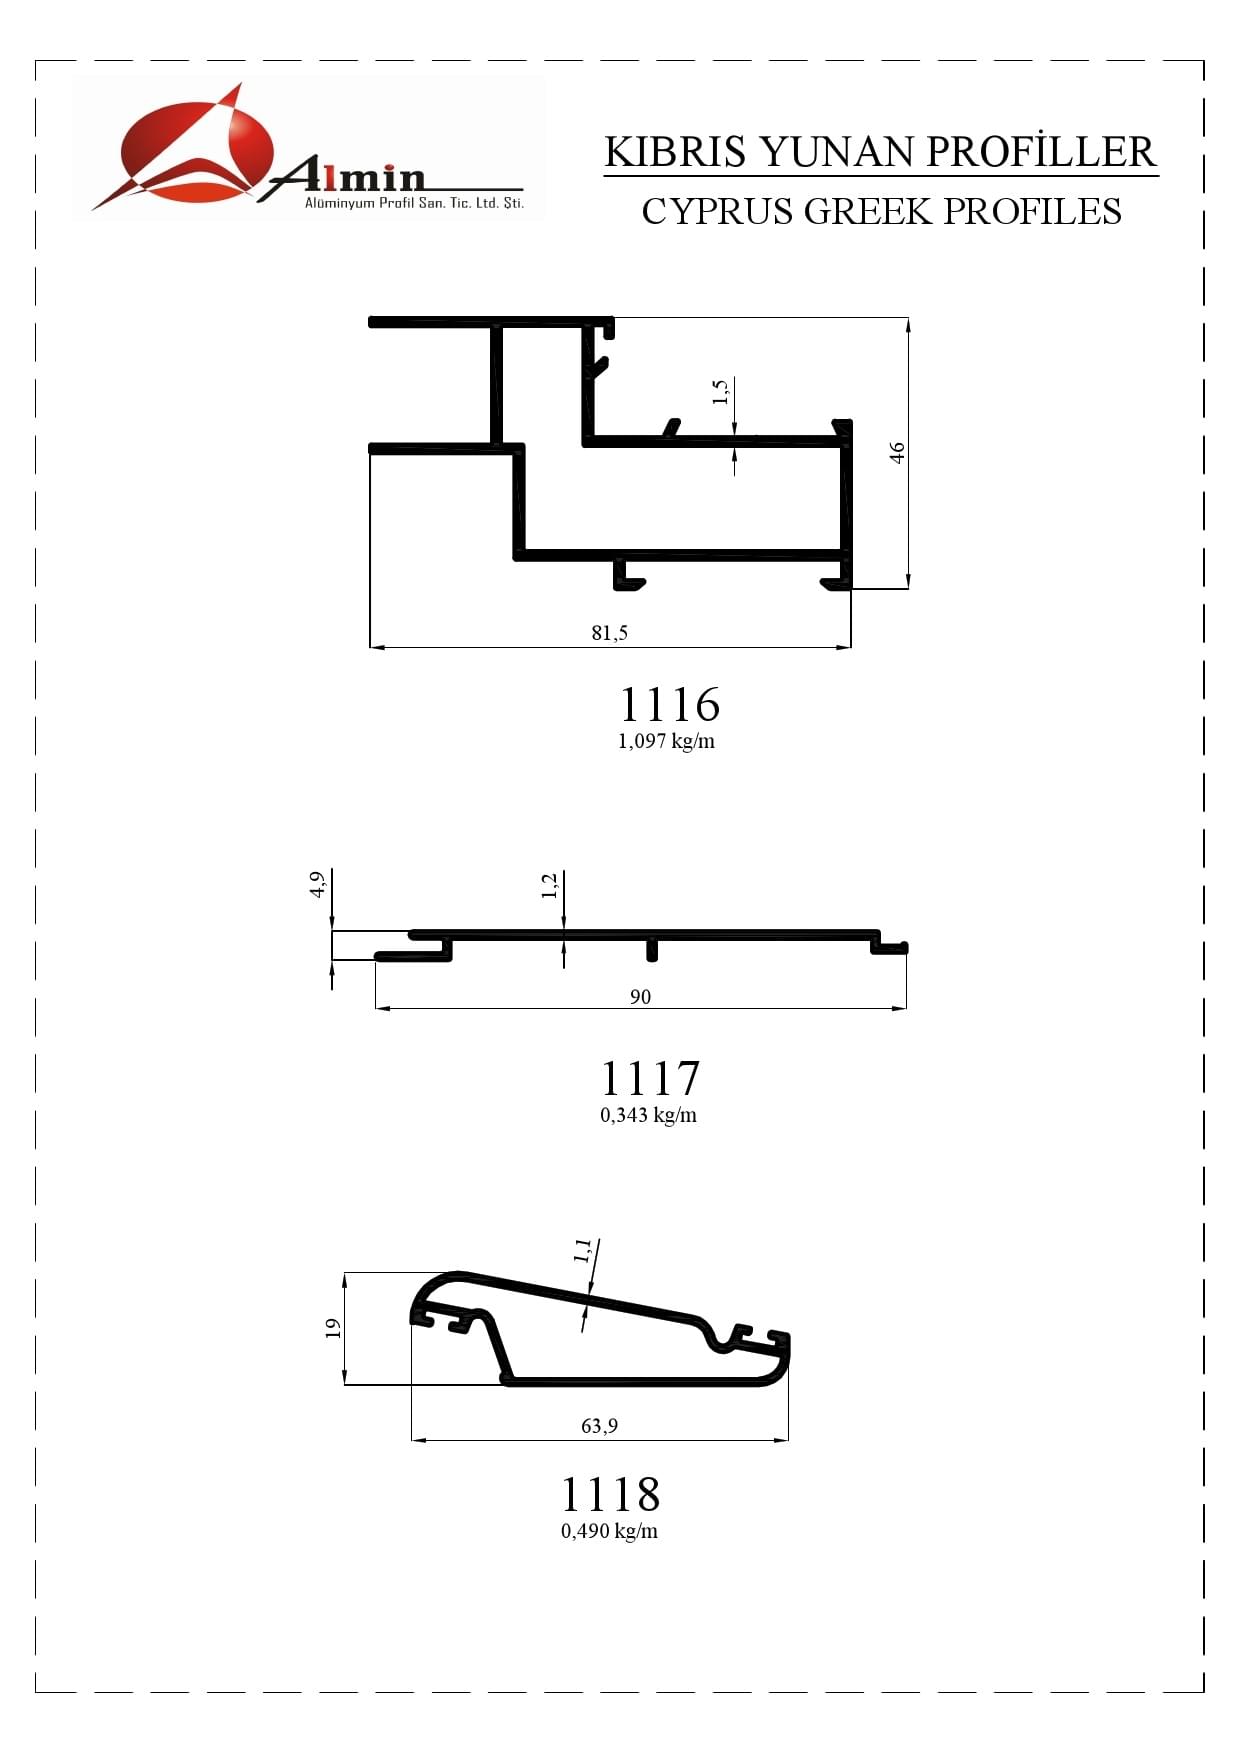 Almin
Alüminyum Profil San. Tic. Ltd. Şti.
KIBRIS YUNAN PROFİLLER
CYPRUS GREEK PROFILES
1,5
46
81,5
1116
1,097 kg/m
4,9
1,2
90
1117
0,343 kg/m
1,1
19
63,9
1118
0,490 kg/m